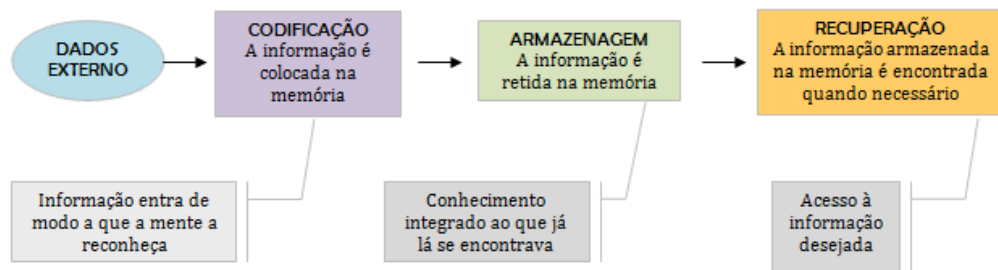 DADOS
EXTERNO
CODIFICAÇÃO
A informação é
colocada na
memória
ARMAZENAGEM
A informação é
retida na memória
RECUPERAÇÃO
A informação armazenada
na memória é encontrada
quando necessário
Informação entra de
modo a que a mente a
reconheça
Conhecimento
integrado ao que já
lá se encontrava
Acesso à
informação
desejada